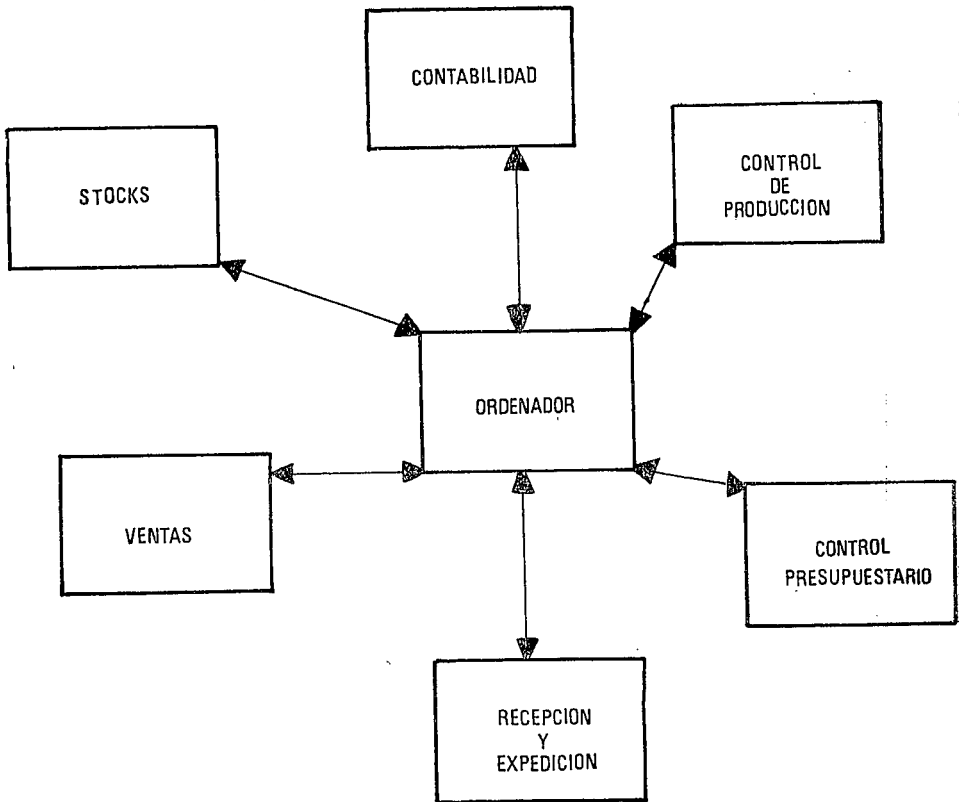 CONTABILIDAD
STOCKS
CONTROL
DE
PRODUCCION
ORDENADOR
VENTAS
CONTROL
PRESUPUESTARIO
RECEPCION
Y
EXPEDICION